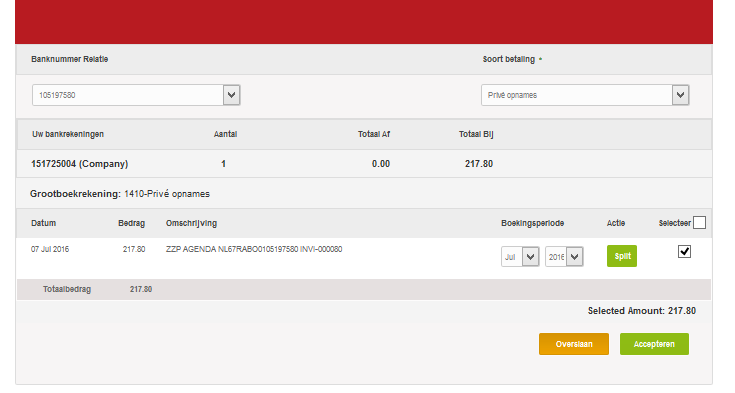 Banknummer Relatie Soort betaling *
105197580 Privé opnames
Uw bankrekeningen Aantal Totaal Af Totaal Bij
151725004 (Company) 1 0.00 217.80
Grootboekrekening: 1410-Privé opnames
Datum Bedrag Omschrijving Boekingsperiode Actie Selecteer
07 Jul 2016 217.80 ZZP AGENDA NL67RABO0105197580 INVI-000080 Jul 2016 Split
Totaalbedrag 217.80
Selected Amount: 217.80
Overslaan Accepteren